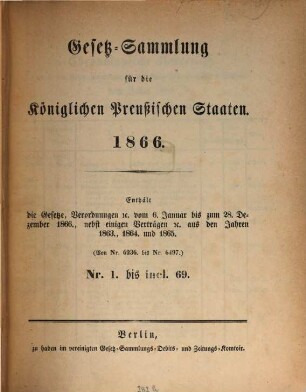 Gesetz-Sammlung
für die
Königlichen Preußischen Staaten.
1866.
Enthält
die Gesetze, Verordnungen ꝛc. vom 6. Januar bis zum 28. De-
zember 1866., nebst einigen Verträgen ꝛc. aus den Jahren
1863., 1864. und 1865.
(Von Nr. 6236. bis Nr. 6497.)
Nr. 1. bis incl. 69.
Berlin,
zu haben im vereinigten Gesetz-Sammlungs-Debits- und Zeitungs-Komtoir.